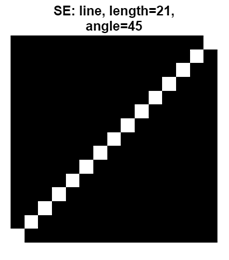 SE: line, length=21,
angle=45